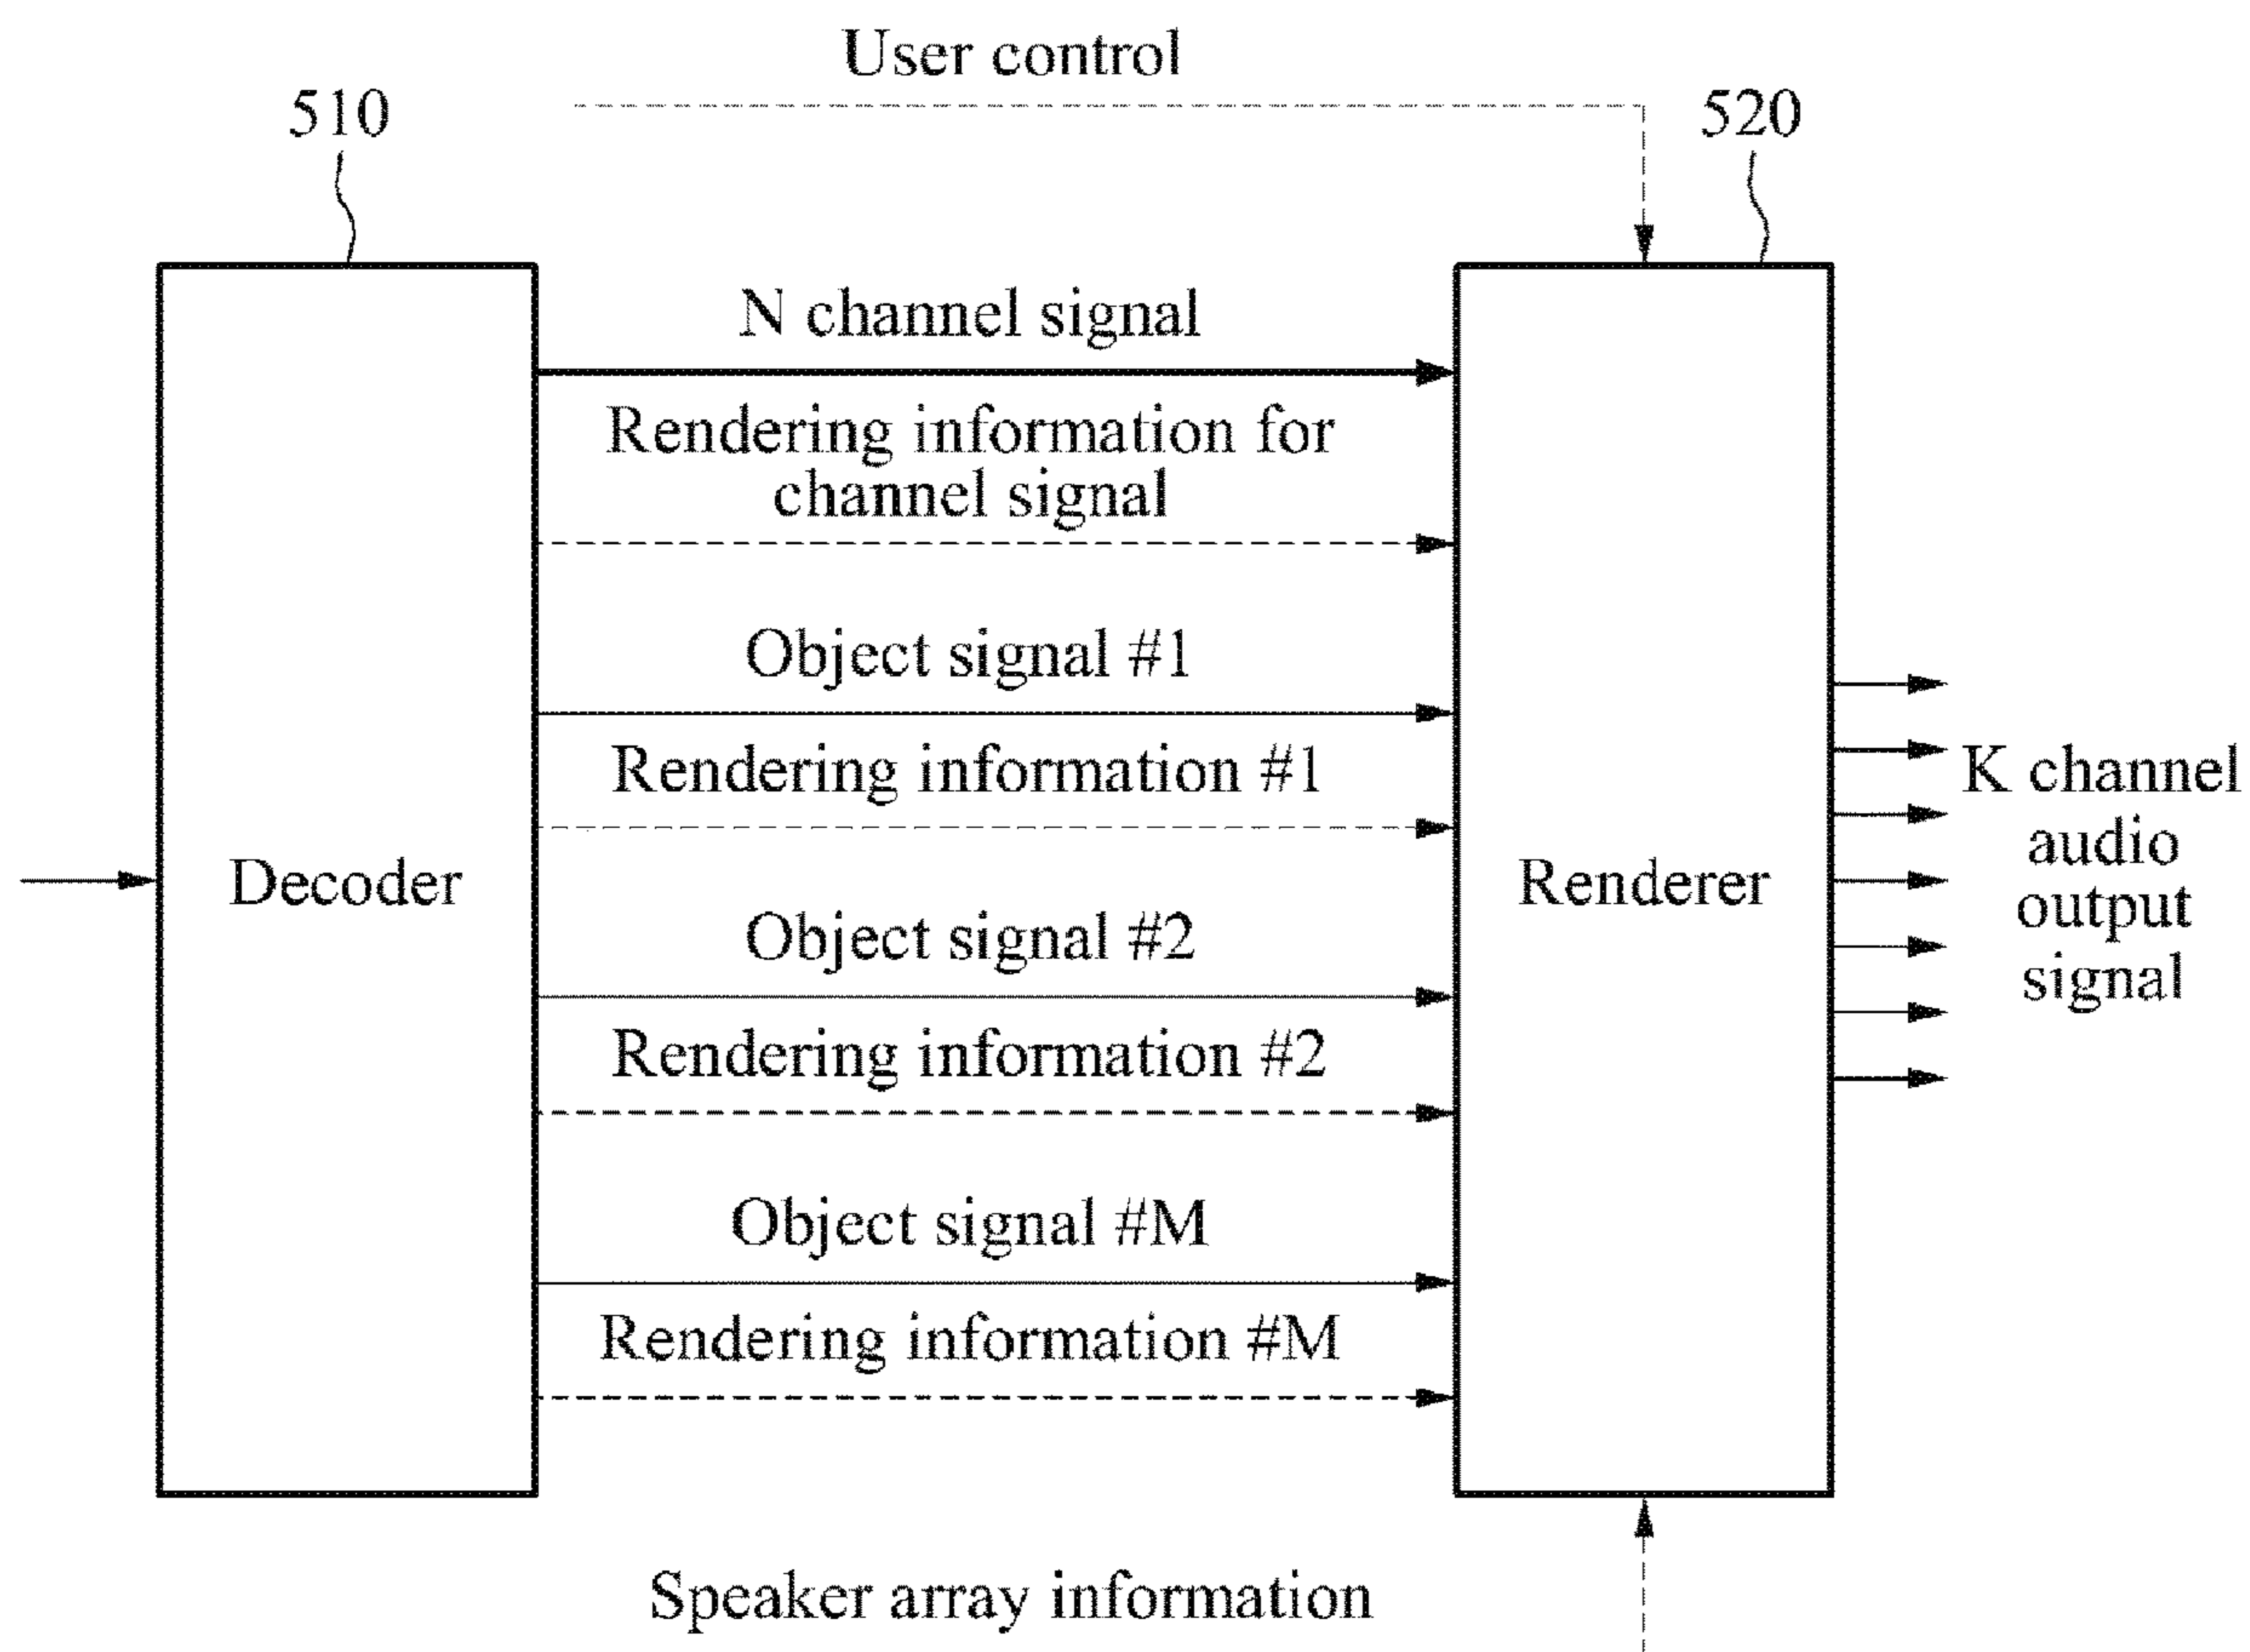 User control
510
520
N channel signal
Rendering information for
channel signal
Object signal #1
Rendering information #1
Decoder
Object signal #2
Rendering information #2
Object signal #M
Rendering information #M
Renderer
K channel
audio
output
signal
Speaker array information